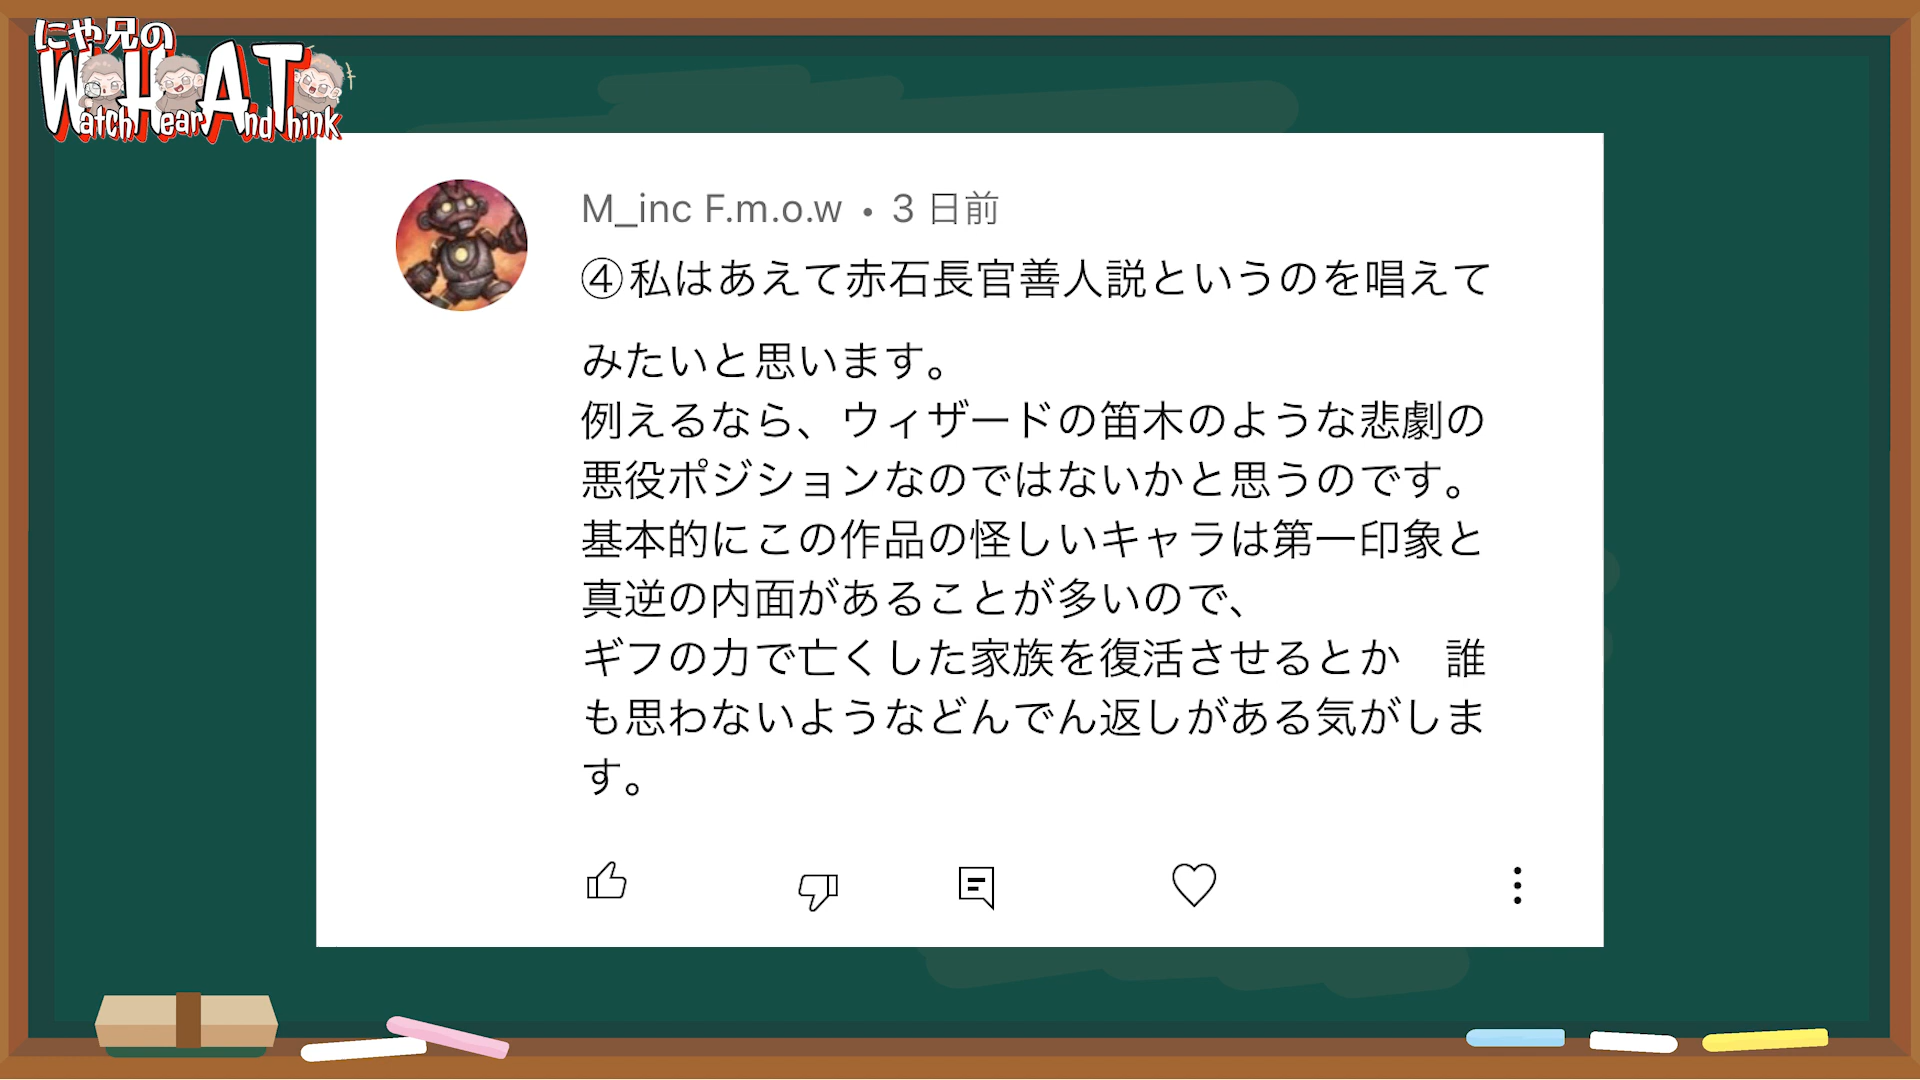 にや兄の
WHAT
Watch Hear And Think
M_inc F.m.o.w • 3 日前
④私はあえて赤石長官善人説というのを唱えて
みたいと思います。
例えるなら、ウィザードの笛木のような悲劇の
悪役ポジションなのではないかと思うのです。
基本的にこの作品の怪しいキャラは第一印象と
真逆の内面があることが多いので、
ギフの力で亡くした家族を復活させるとか　誰
も思わないようなどんでん返しがある気がしま
す。